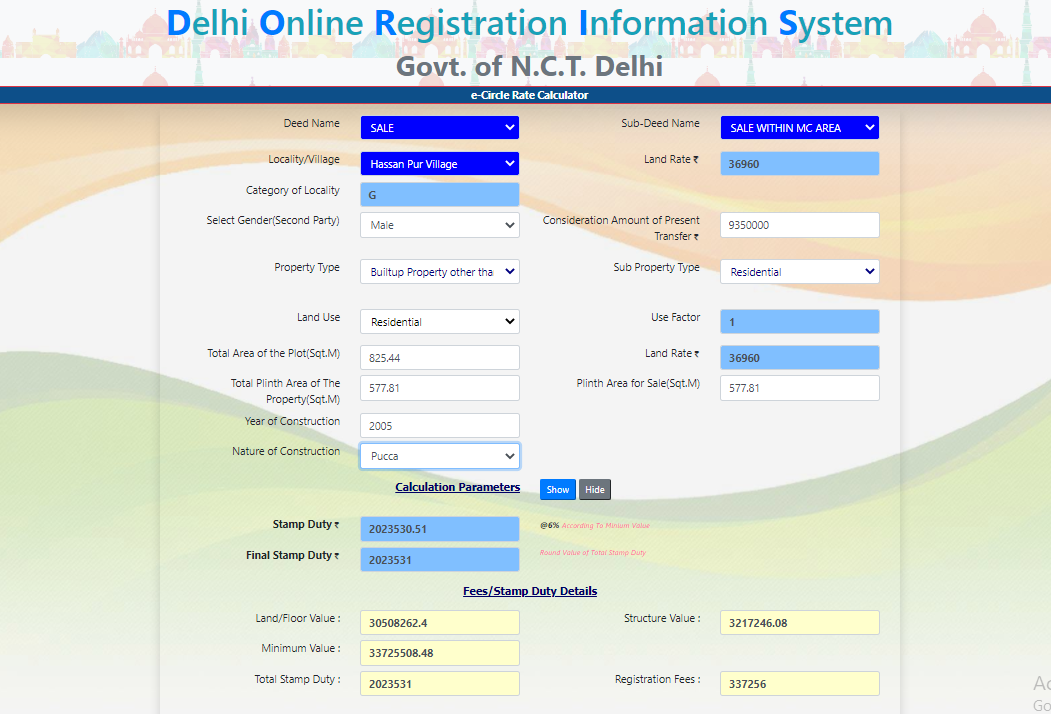 Delhi Online Registration Information System
Govt. of N.C.T. Delhi
e-Circle Rate Calculator
Deed Name SALE Sub-Deed Name SALE WITHIN MC AREA
Locality/Village Hassan Pur Village Land Rate ₹ 36960
Category of Locality G
Select Gender(Second Party) Male Consideration Amount of Present 9350000
Transfer ₹
Property Type Builtup Property other tha Sub Property Type Residential
Land Use Residential Use Factor 1
Total Area of the Plot(Sqt.M) 825.44 Land Rate ₹ 36960
Total Plinth Area of The 577.81 Plinth Area for Sale(Sqt.M) 577.81
Property(Sqt.M)
Year of Construction 2005
Nature of Construction Pucca
Calculation Parameters Show Hide
Stamp Duty ₹ 2023530.51 @6% According To Minium Value
Final Stamp Duty ₹ 2023531 Round Value of Total Stamp Duty
Fees/Stamp Duty Details
Land/Floor Value : 30508262.4 Structure Value : 3217246.08
Minimum Value : 33725508.48
Total Stamp Duty : 2023531 Registration Fees : 337256